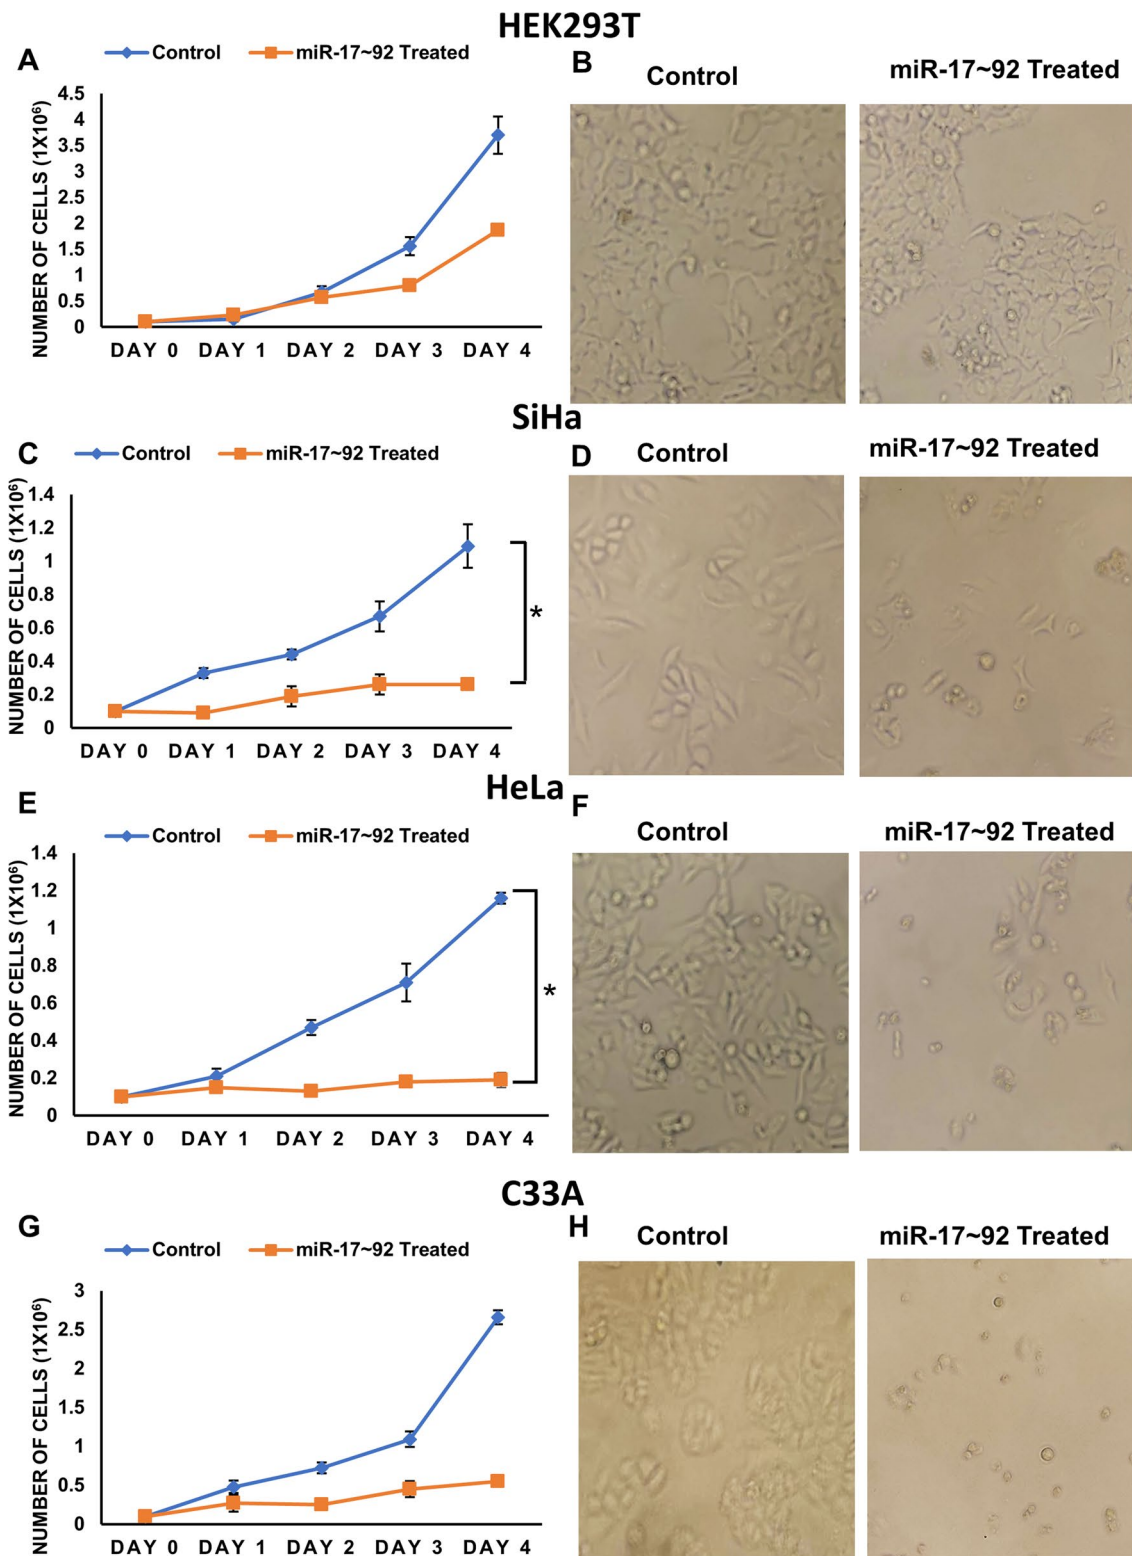 HEK293T
A
Control
miR-17~92 Treated
NUMBER OF CELLS (1X10⁶)
4.5
4
3.5
3
2.5
2
1.5
1
0.5
0
DAY 0 DAY 1 DAY 2 DAY 3 DAY 4
B
Control
miR-17~92 Treated
SiHa
C
Control
miR-17~92 Treated
NUMBER OF CELLS (1X10⁶)
1.4
1.2
1
0.8
0.6
0.4
0.2
0
DAY 0 DAY 1 DAY 2 DAY 3 DAY 4
*
D
Control
miR-17~92 Treated
HeLa
E
Control
miR-17~92 Treated
NUMBER OF CELLS (1X10⁶)
1.4
1.2
1
0.8
0.6
0.4
0.2
0
DAY 0 DAY 1 DAY 2 DAY 3 DAY 4
*
F
Control
miR-17~92 Treated
C33A
G
Control
miR-17~92 Treated
NUMBER OF CELLS (1X10⁶)
3
2.5
2
1.5
1
0.5
0
DAY 0 DAY 1 DAY 2 DAY 3 DAY 4
H
Control
miR-17~92 Treated